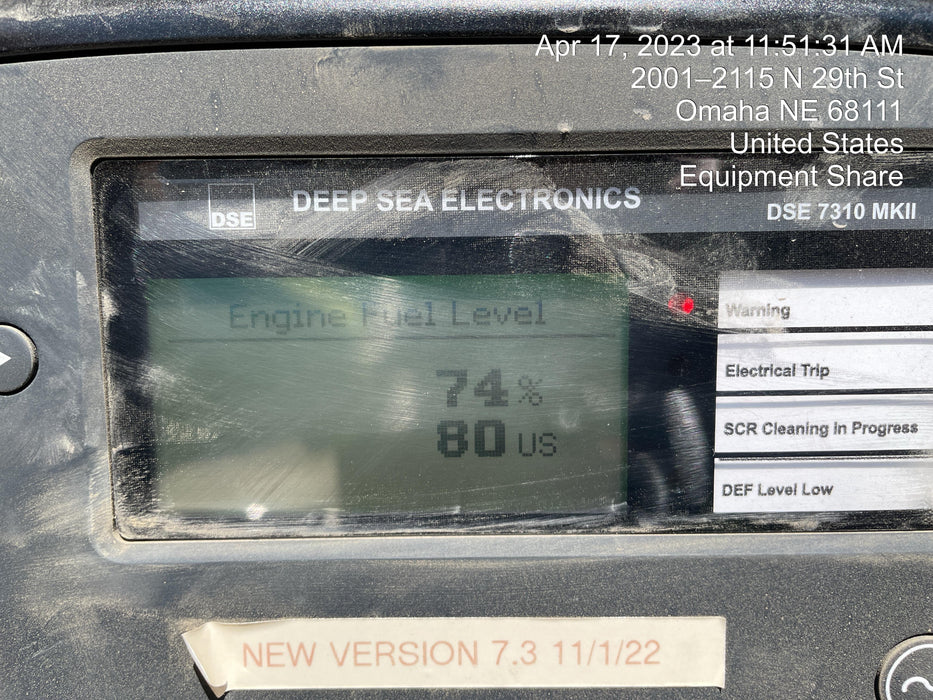 Apr 17, 2023 at 11:51:31 AM
2001–2115 N 29th St
Omaha NE 68111
United States
Equipment Share
DSE
DEEP SEA ELECTRONICS
DSE 7310 MKII
Engine Fuel Level
74%
80 US
Warning
Electrical Trip
SCR Cleaning in Progress
DEF Level Low
NEW VERSION 7.3 11/1/22